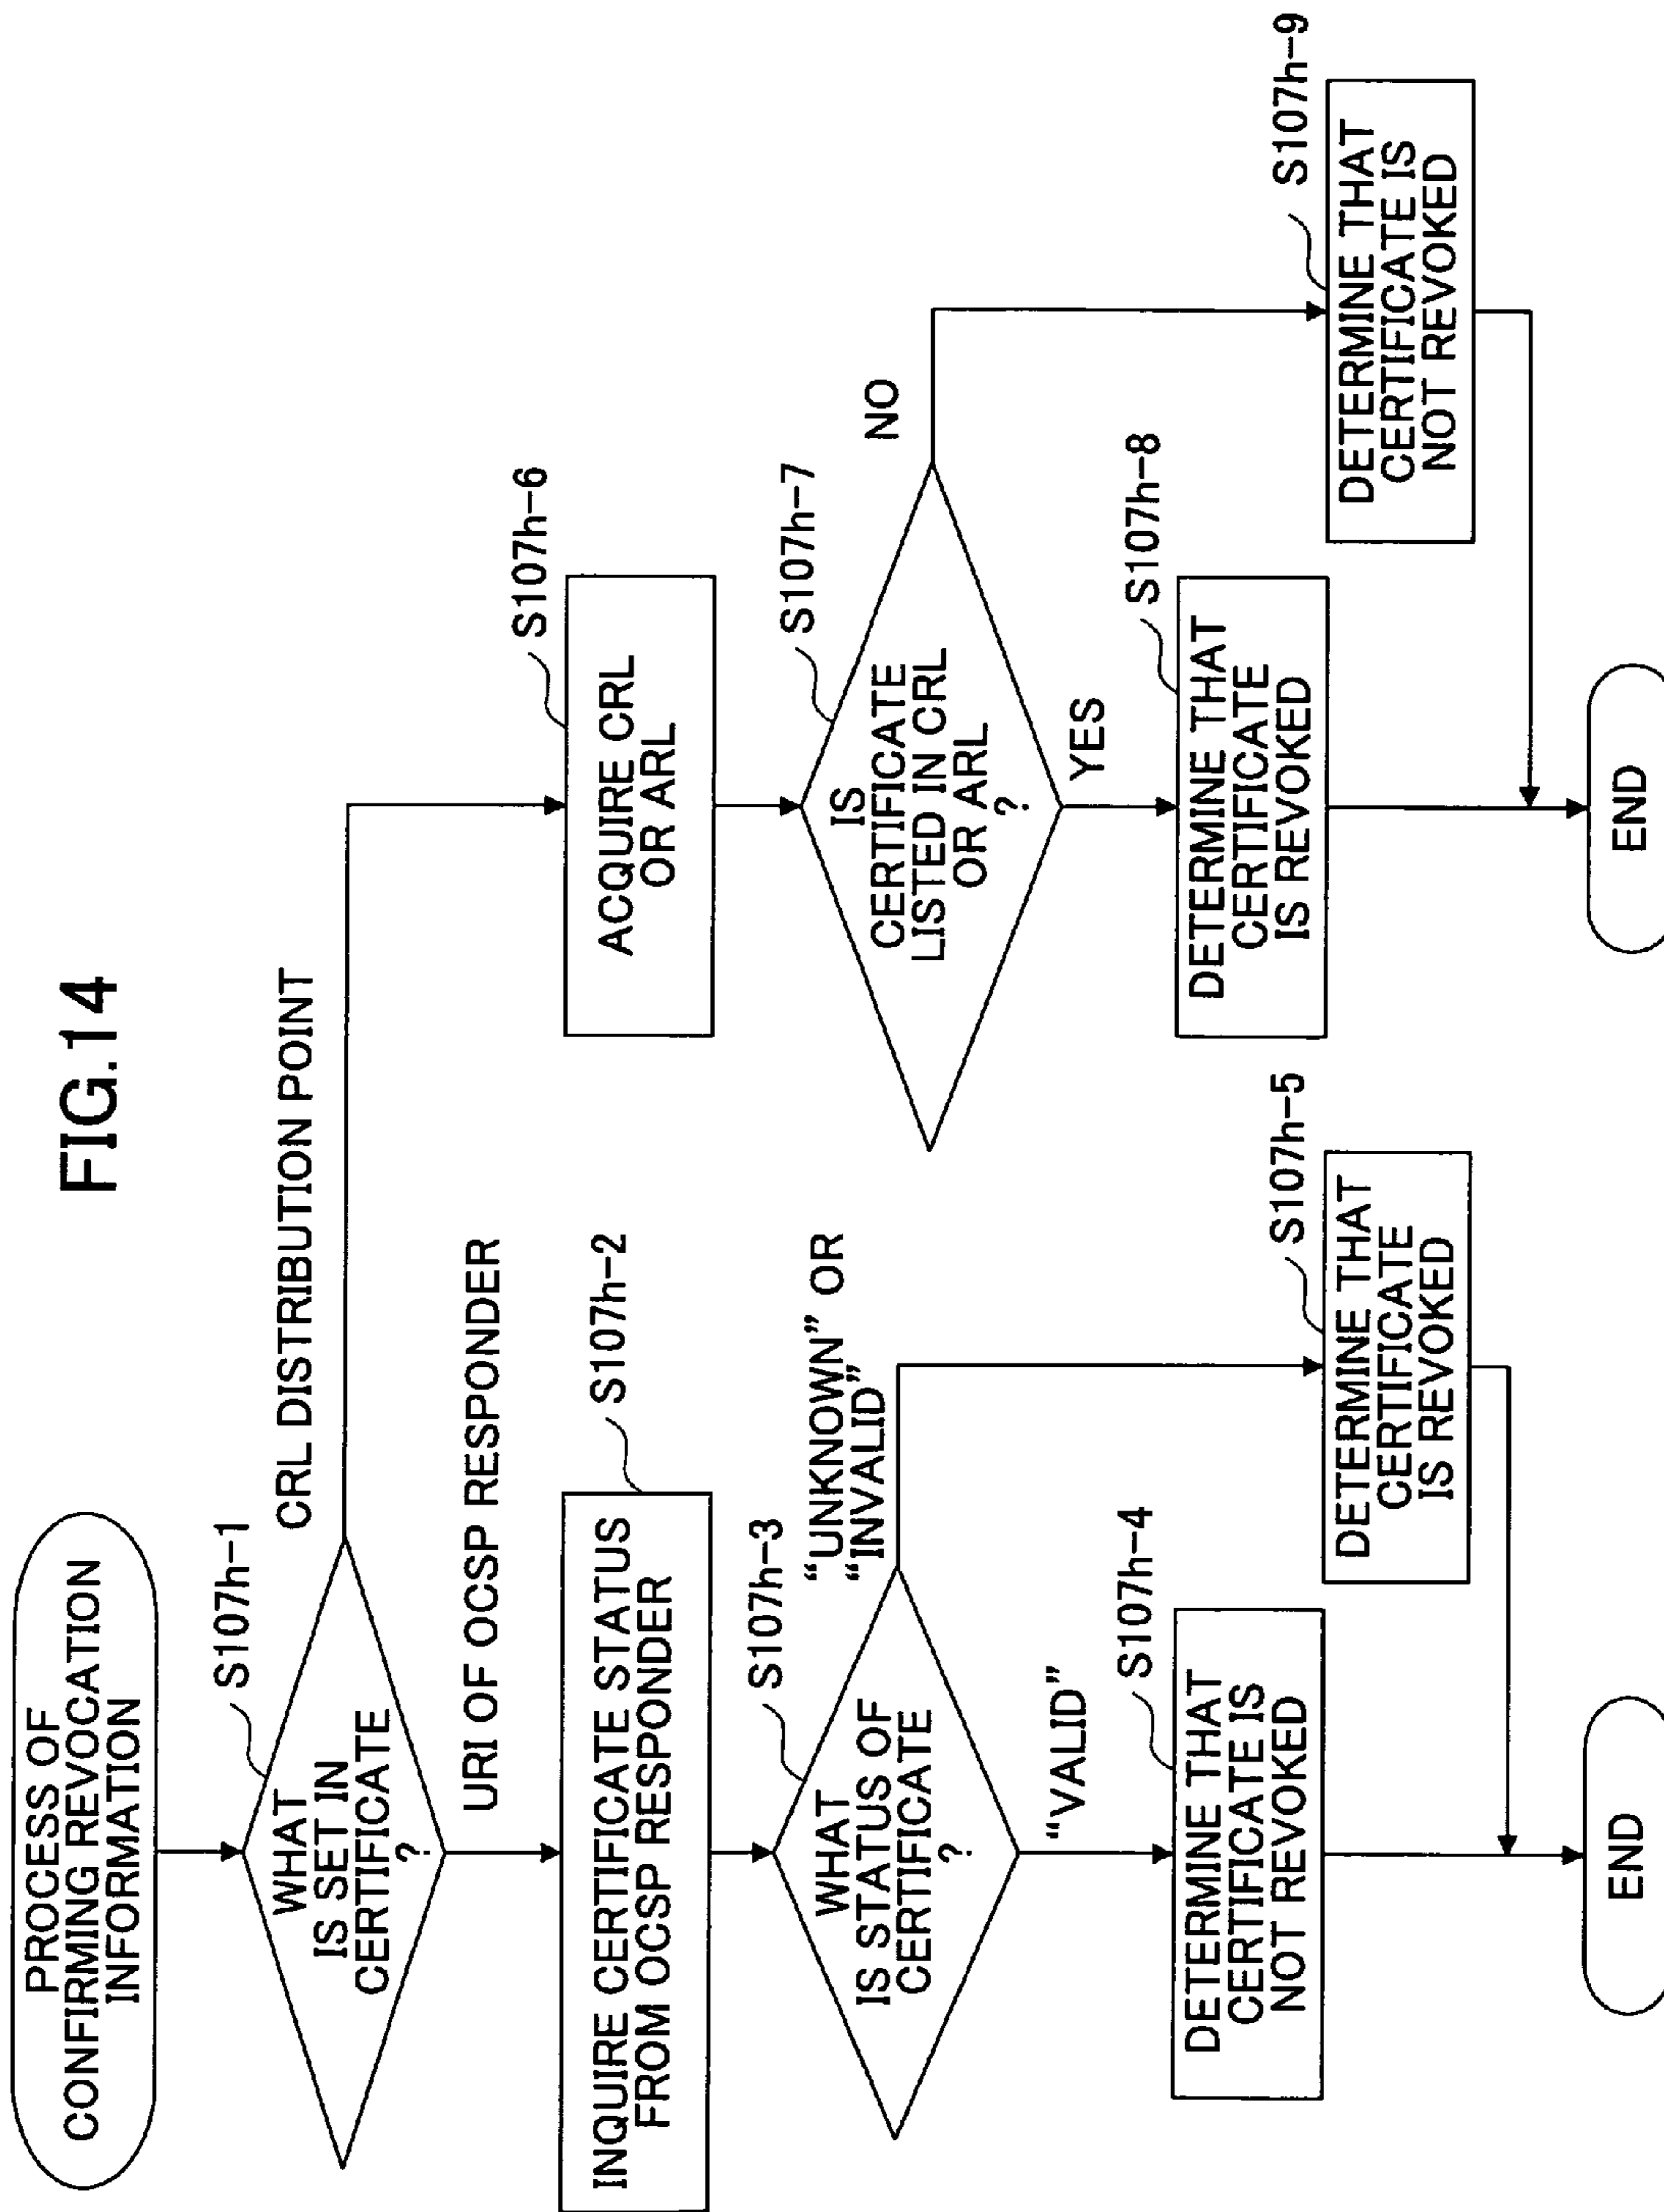 FIG.14
PROCESS OF
CONFIRMING REVOCATION
INFORMATION
S107h-1
WHAT
IS SET IN
CERTIFICATE
?
CRL DISTRIBUTION POINT
URI OF OCSP RESPONDER
S107h-2
INQUIRE CERTIFICATE STATUS
FROM OCSP RESPONDER
S107h-3
WHAT
IS STATUS OF
CERTIFICATE
?
“UNKNOWN” OR
“INVALID”
“VALID”
S107h-4
DETERMINE THAT
CERTIFICATE IS
NOT REVOKED
S107h-5
DETERMINE THAT
CERTIFICATE
IS REVOKED
END
S107h-6
ACQUIRE CRL
OR ARL
S107h-7
IS
CERTIFICATE
LISTED IN CRL
OR ARL
?
NO
YES
S107h-8
DETERMINE THAT
CERTIFICATE
IS REVOKED
S107h-9
DETERMINE THAT
CERTIFICATE IS
NOT REVOKED
END